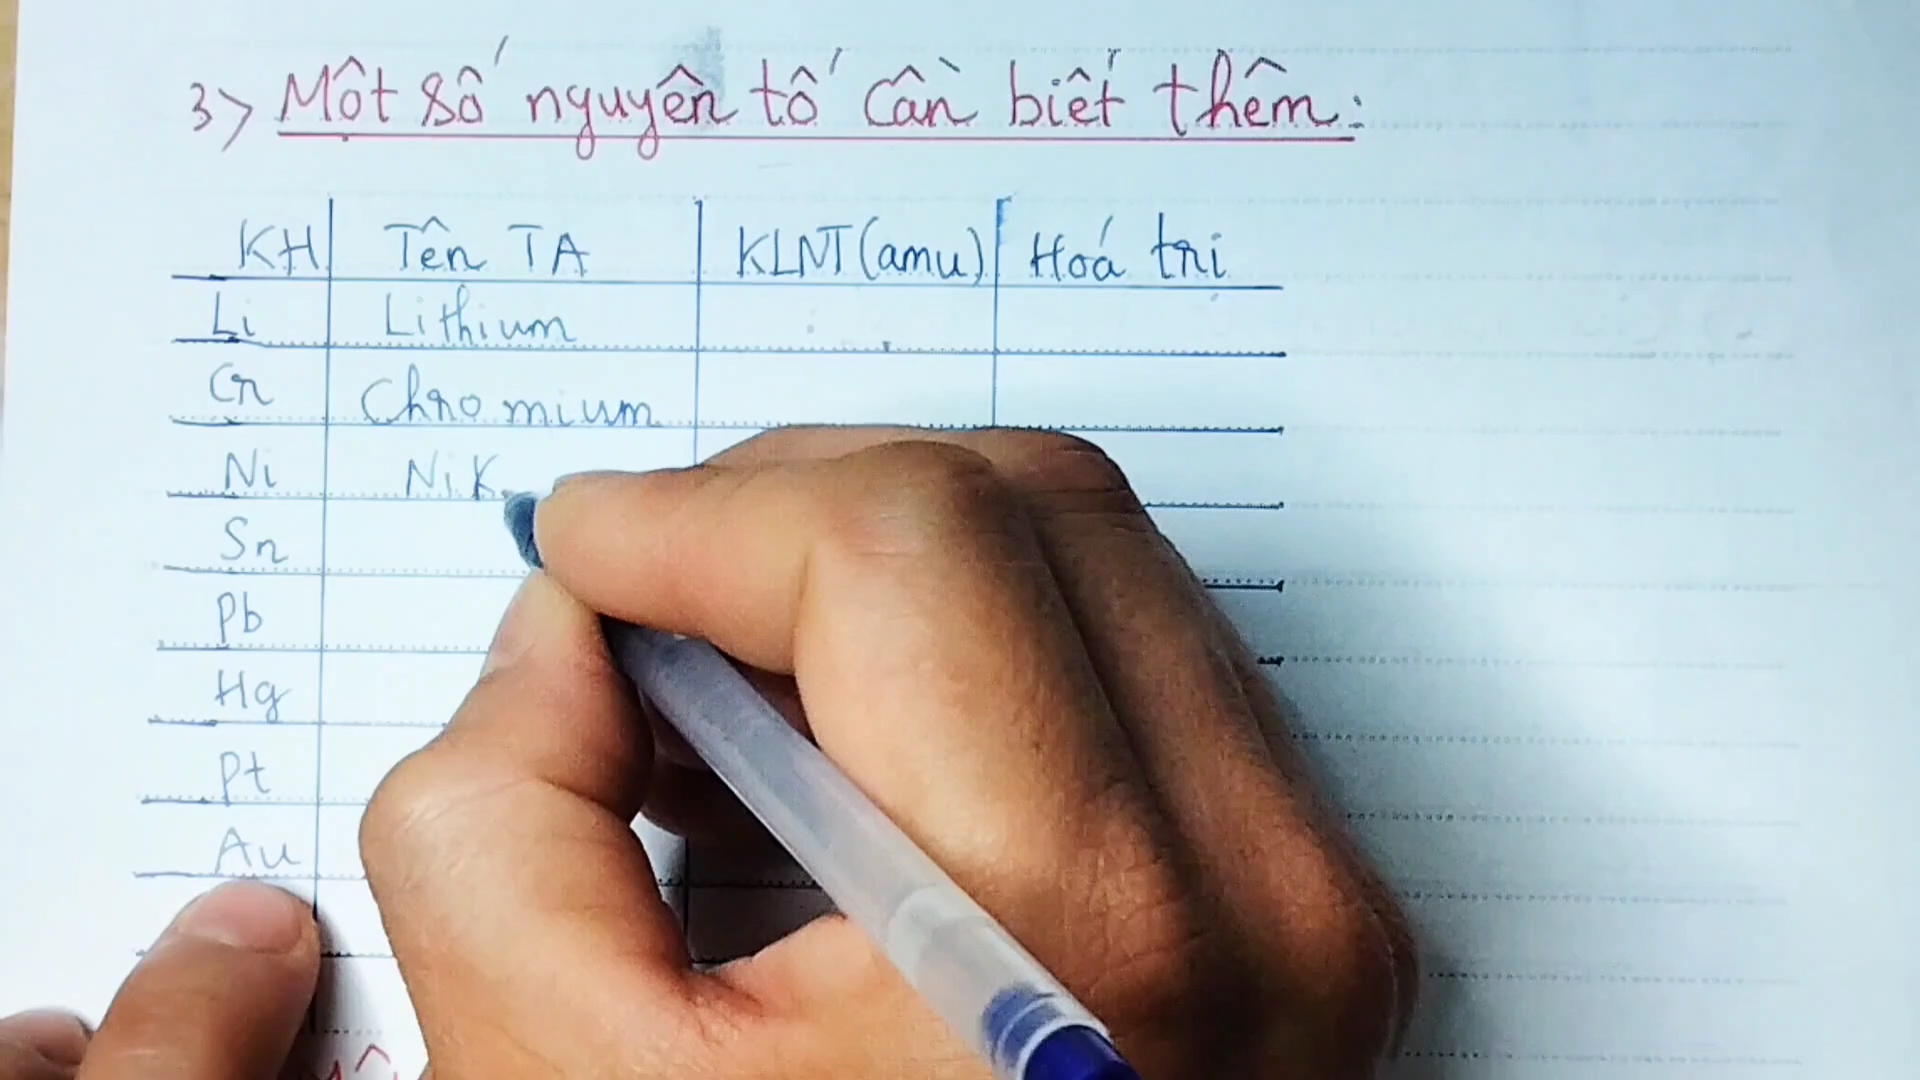 3> Một số nguyên tố cần biết thêm:
KH Tên TA KLNT(amu) Hoá trị
Li Lithium
Cr Chromium
Ni Nik
Sn
Pb
Hg
Pt
Au